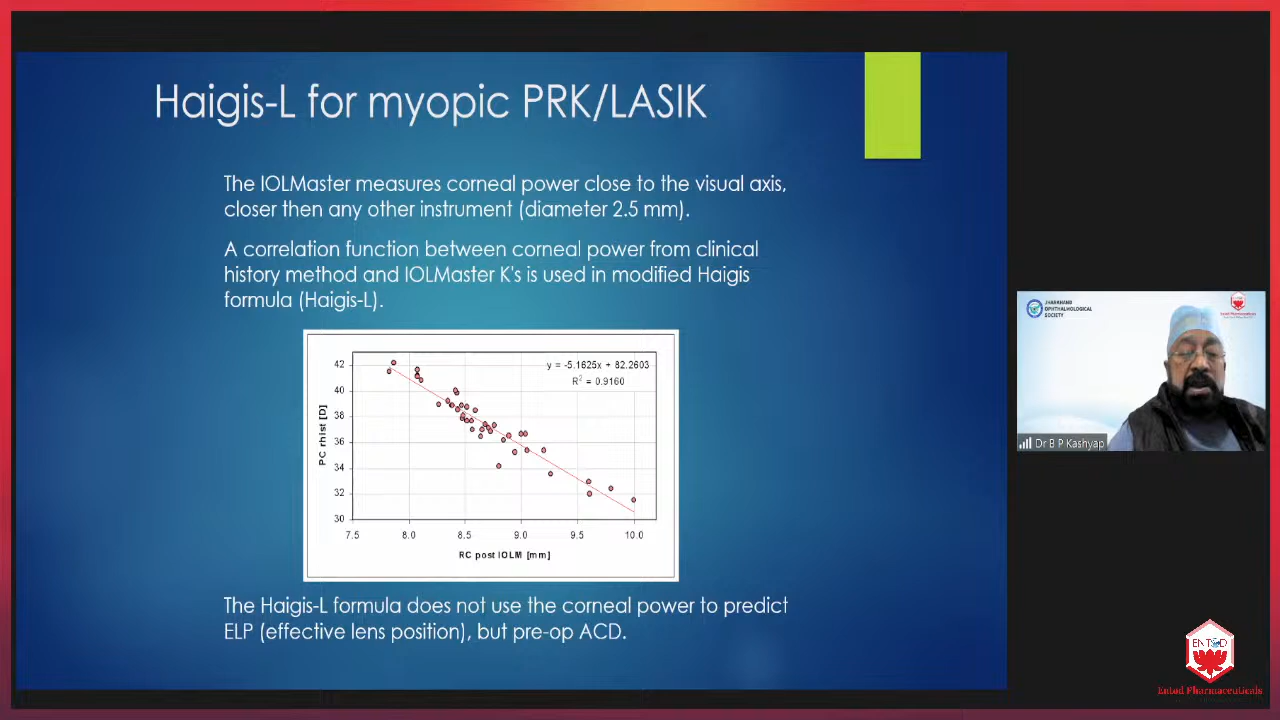 Haigis-L for myopic PRK/LASIK
The IOLMaster measures corneal power close to the visual axis,
closer then any other instrument (diameter 2.5 mm).
A correlation function between corneal power from clinical
history method and IOLMaster K's is used in modified Haigis
formula (Haigis-L).
y = -5.1625x + 82.2603
R² = 0.9160
PC rhist [D]
42
40
38
36
34
32
30
7.5 8.0 8.5 9.0 9.5 10.0
RC post IOLM [mm]
The Haigis-L formula does not use the corneal power to predict
ELP (effective lens position), but pre-op ACD.
JHARKHAND
OPHTHALMOLOGICAL
SOCIETY
Dr B P Kashyap
ENTOD
Entod Pharmaceuticals